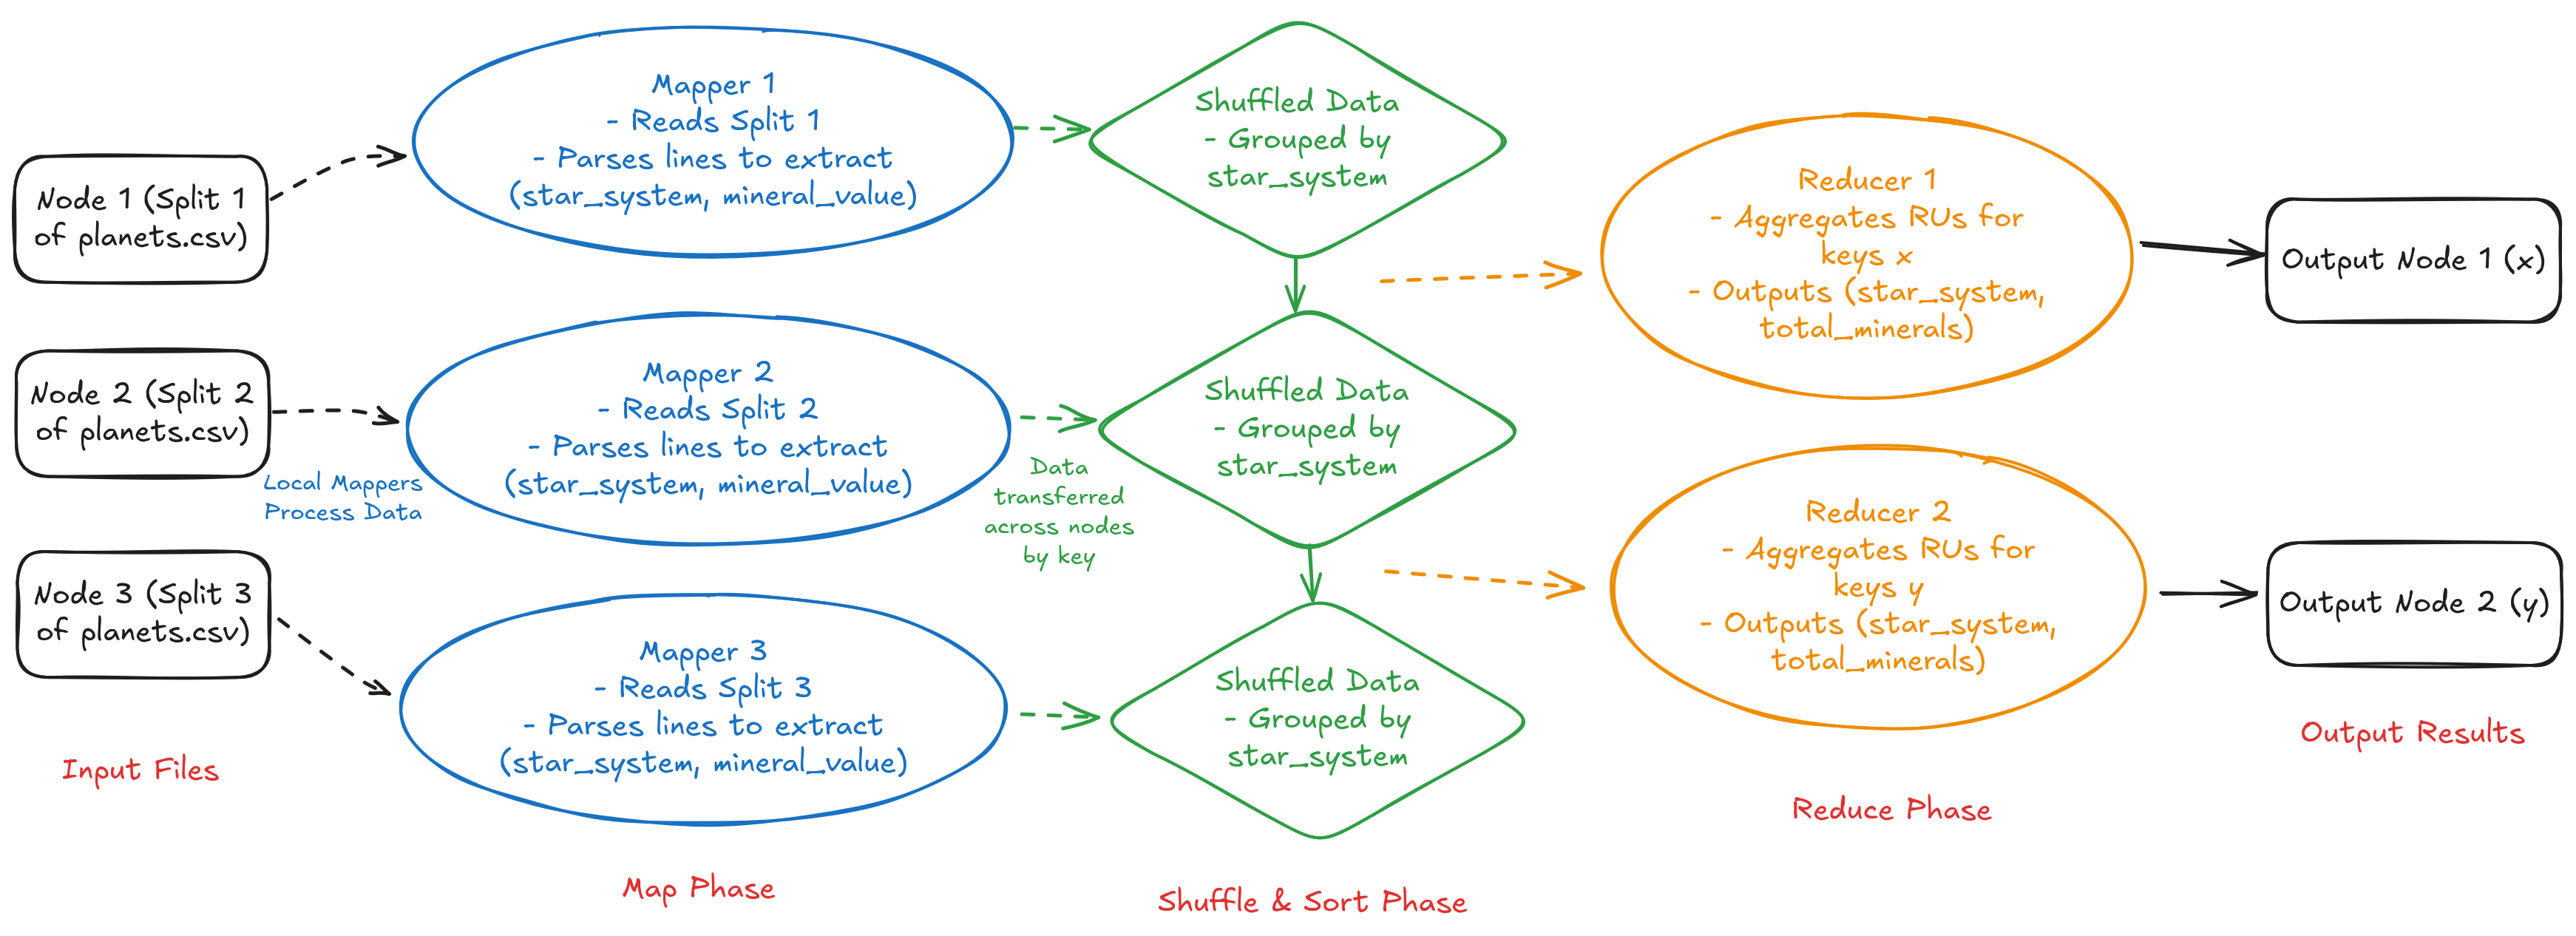 Node 1 (Split 1
of planets.csv)
Node 2 (Split 2
of planets.csv)
Node 3 (Split 3
of planets.csv)
Input Files
Local Mappers
Process Data
Mapper 1
- Reads Split 1
- Parses lines to extract
(star_system, mineral_value)
Mapper 2
- Reads Split 2
- Parses lines to extract
(star_system, mineral_value)
Mapper 3
- Reads Split 3
- Parses lines to extract
(star_system, mineral_value)
Map Phase
Data
transferred
across nodes
by key
Shuffled Data
- Grouped by
star_system
Shuffled Data
- Grouped by
star_system
Shuffled Data
- Grouped by
star_system
Shuffle & Sort Phase
Reducer 1
- Aggregates RUs for
keys x
- Outputs (star_system,
total_minerals)
Reducer 2
- Aggregates RUs for
keys y
- Outputs (star_system,
total_minerals)
Reduce Phase
Output Node 1 (x)
Output Node 2 (y)
Output Results